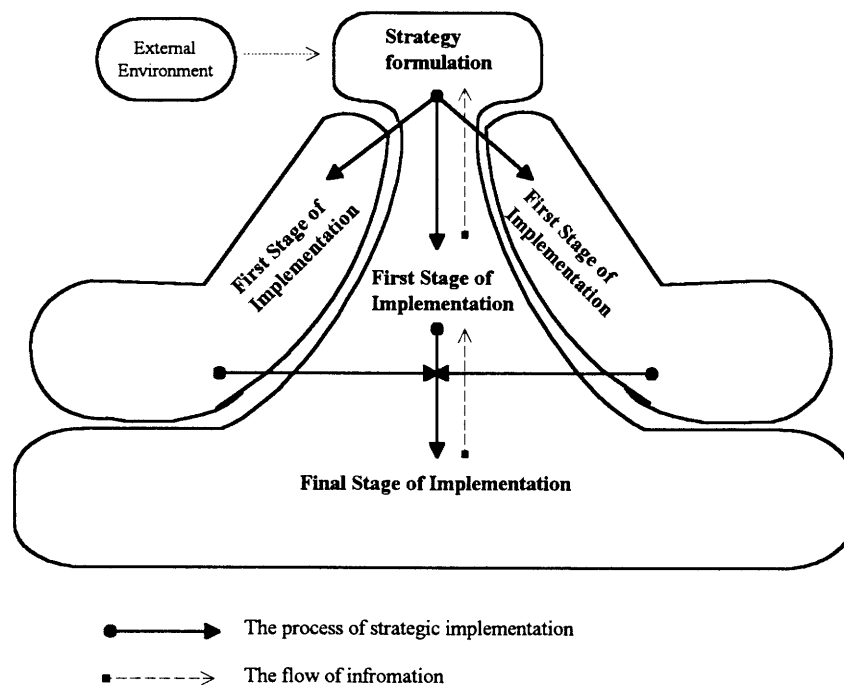 External
Environment
Strategy
formulation
First Stage of
Implementation
First Stage of
Implementation
First Stage of
Implementation
Final Stage of Implementation
The process of strategic implementation
The flow of infromation